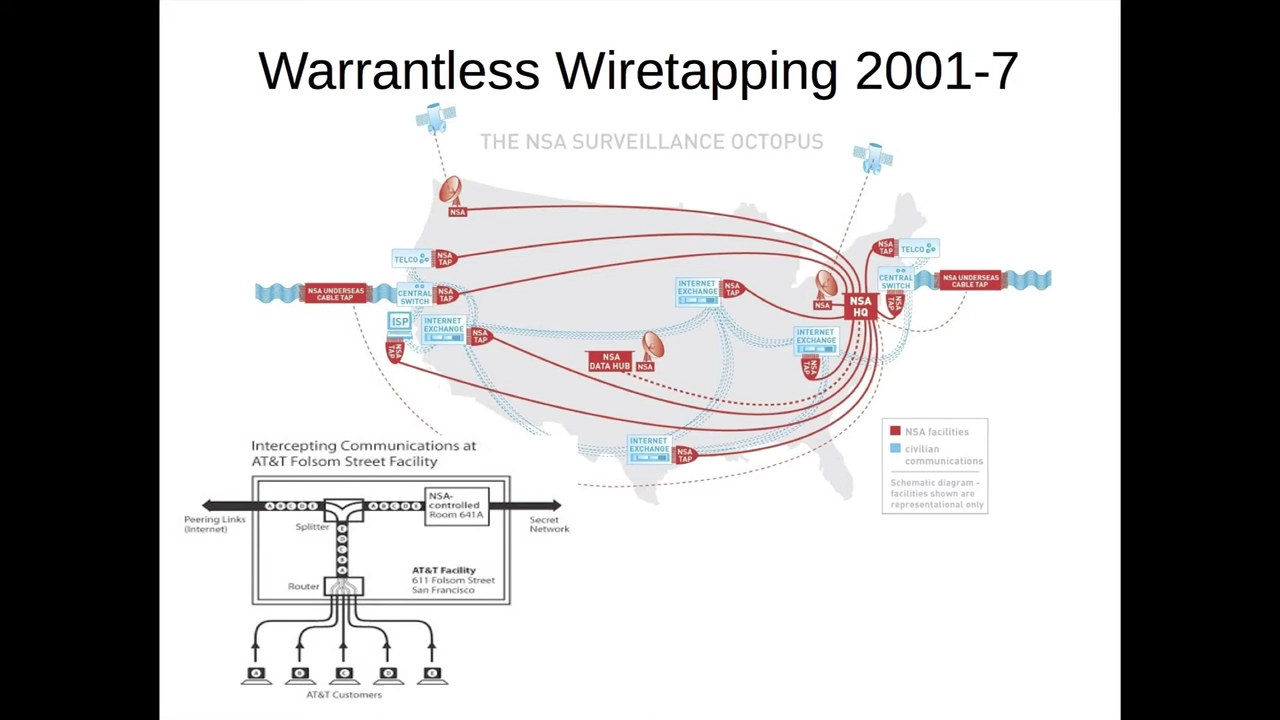 Warrantless Wiretapping 2001-7
THE NSA SURVEILLANCE OCTOPUS
NSA
TELCO
NSA
TAP
NSA
TAP
TELCO
NSA UNDERSEAS
CABLE TAP
CENTRAL
SWITCH
NSA
TAP
INTERNET
EXCHANGE
NSA
TAP
NSA
NSA
HQ
CENTRAL
SWITCH
NSA
TAP
NSA UNDERSEAS
CABLE TAP
ISP
NSA
TAP
INTERNET
EXCHANGE
NSA
TAP
NSA
DATA HUB
NSA
INTERNET
EXCHANGE
NSA
TAP
INTERNET
EXCHANGE
NSA
TAP
NSA facilities
civilian
communications
Schematic diagram -
facilities shown are
representational only
Intercepting Communications at
AT&T Folsom Street Facility
Peering Links
(Internet)
A B C D E
Splitter
A B C D E
NSA-
controlled
Room 641A
Secret
Network
E
D
C
B
A
Router
AT&T Facility
611 Folsom Street
San Francisco
A B C D E
AT&T Customers